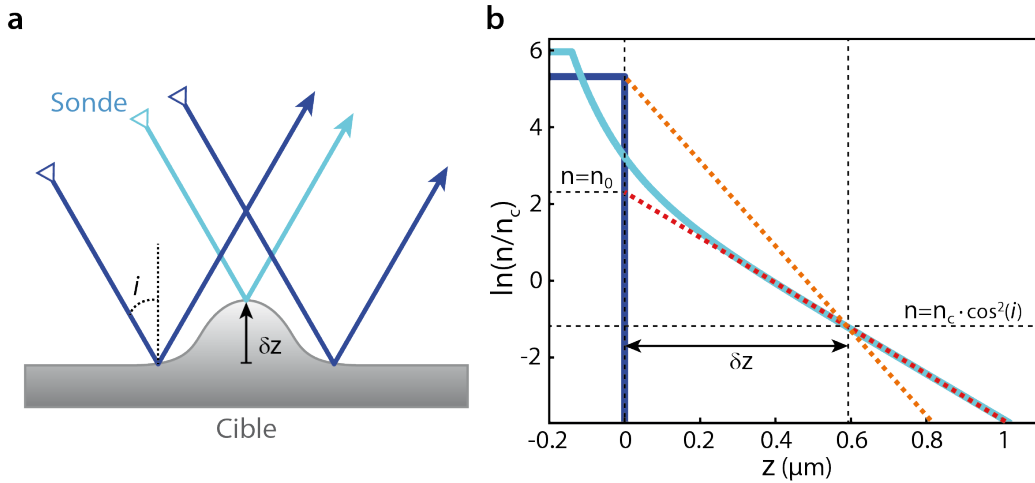 a
Sonde
i
δz
Cible
b
ln(n/n_c)
6
4
2
0
-2
n=n₀
n=n_c·cos²(i)
δz
-0.2
0
0.2
0.4
0.6
0.8
1
z (μm)